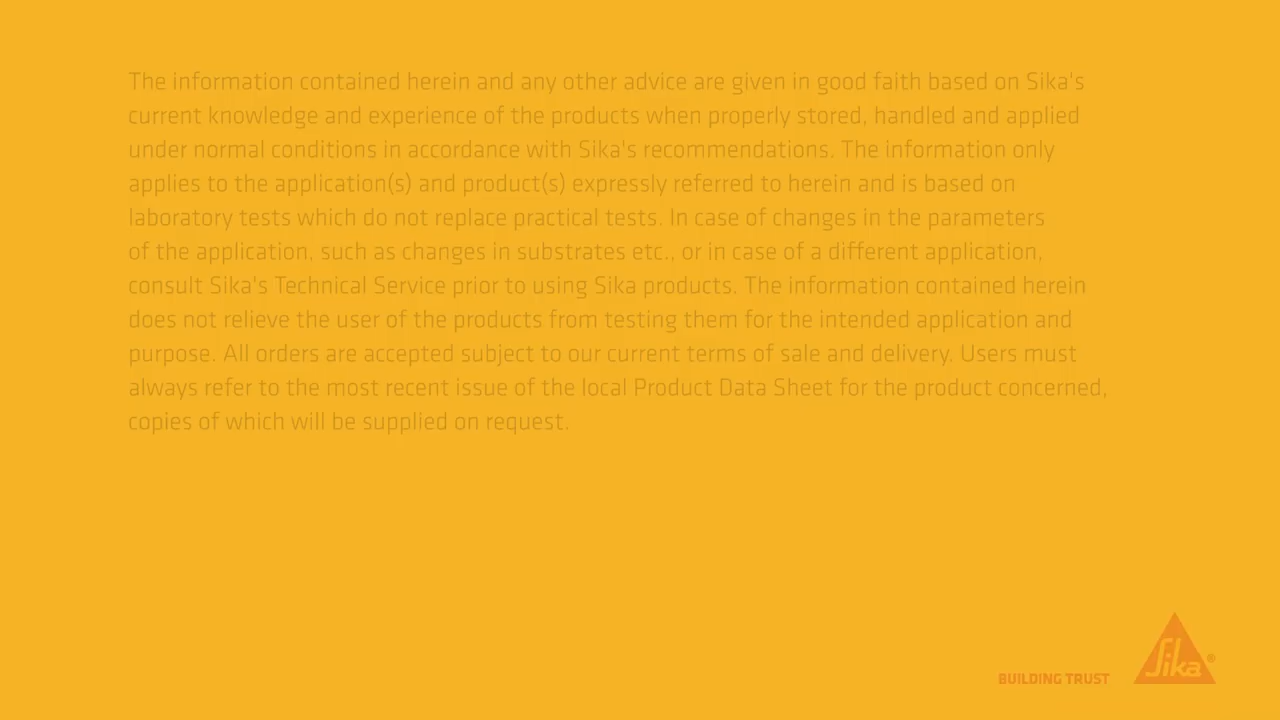 The information contained herein and any other advice are given in good faith based on Sika's
current knowledge and experience of the products when properly stored, handled and applied
under normal conditions in accordance with Sika's recommendations. The information only
applies to the application(s) and product(s) expressly referred to herein and is based on
laboratory tests which do not replace practical tests. In case of changes in the parameters
of the application, such as changes in substrates etc., or in case of a different application,
consult Sika's Technical Service prior to using Sika products. The information contained herein
does not relieve the user of the products from testing them for the intended application and
purpose. All orders are accepted subject to our current terms of sale and delivery. Users must
always refer to the most recent issue of the local Product Data Sheet for the product concerned,
copies of which will be supplied on request.
BUILDING TRUST
Sika®